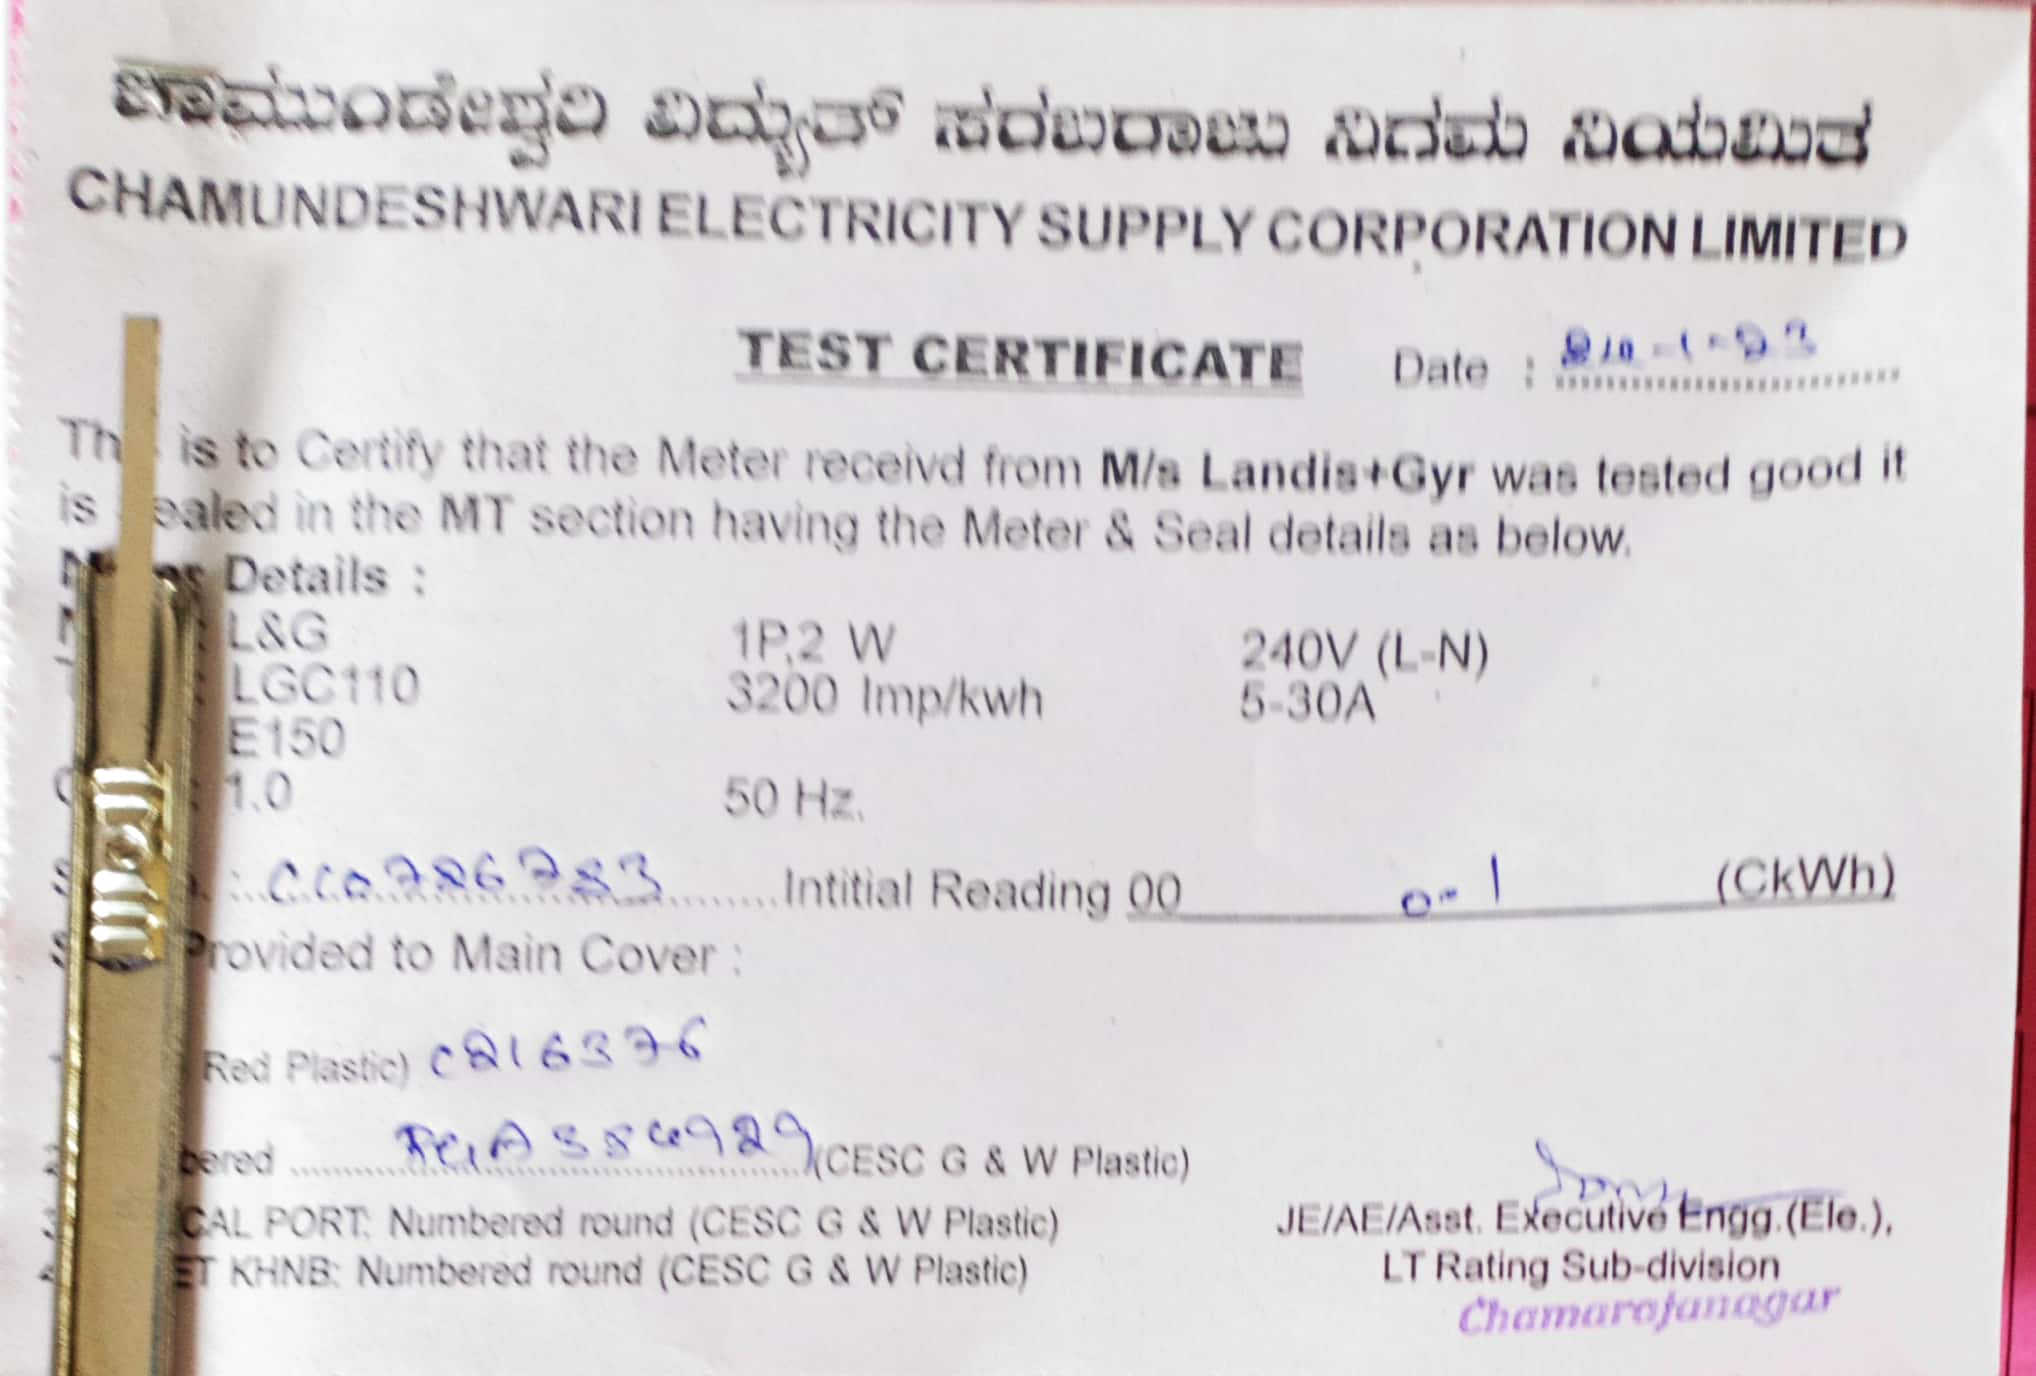 ಚಾಮುಂಡೇಶ್ವರಿ ವಿದ್ಯುತ್ ಸರಬರಾಜು ನಿಗಮ ನಿಯಮಿತ
CHAMUNDESHWARI ELECTRICITY SUPPLY CORPORATION LIMITED
TEST CERTIFICATE Date :
is to Certify that the Meter receivd from M/s Landis+Gyr was tested good it
is ealed in the MT section having the Meter & Seal details as below.
Details :
: L&G 1P,2 W 240V (L-N)
: LGC110 3200 Imp/kwh 5-30A
E150
: 1.0 50 Hz.
: CC0786783 Intitial Reading 00 0-1 (CkWh)
Provided to Main Cover :
Red Plastic) C216376
bered (CESC G & W Plastic)
CAL PORT: Numbered round (CESC G & W Plastic)
ET KHNB: Numbered round (CESC G & W Plastic)
JE/AE/Asst. Executive Engg.(Ele.),
LT Rating Sub-division
Chamarajanagar